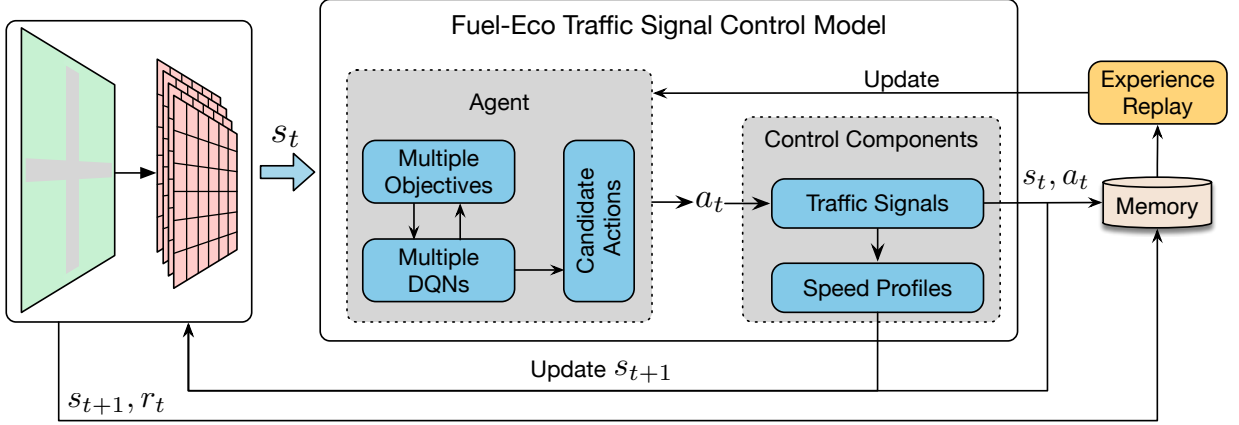 Fuel-Eco Traffic Signal Control Model
Update
Experience
Replay
Agent
Control Components
s_t
Multiple
Objectives
Candidate
Actions
a_t
Traffic Signals
s_t, a_t
Memory
Multiple
DQNs
Speed Profiles
Update s_{t+1}
s_{t+1}, r_t